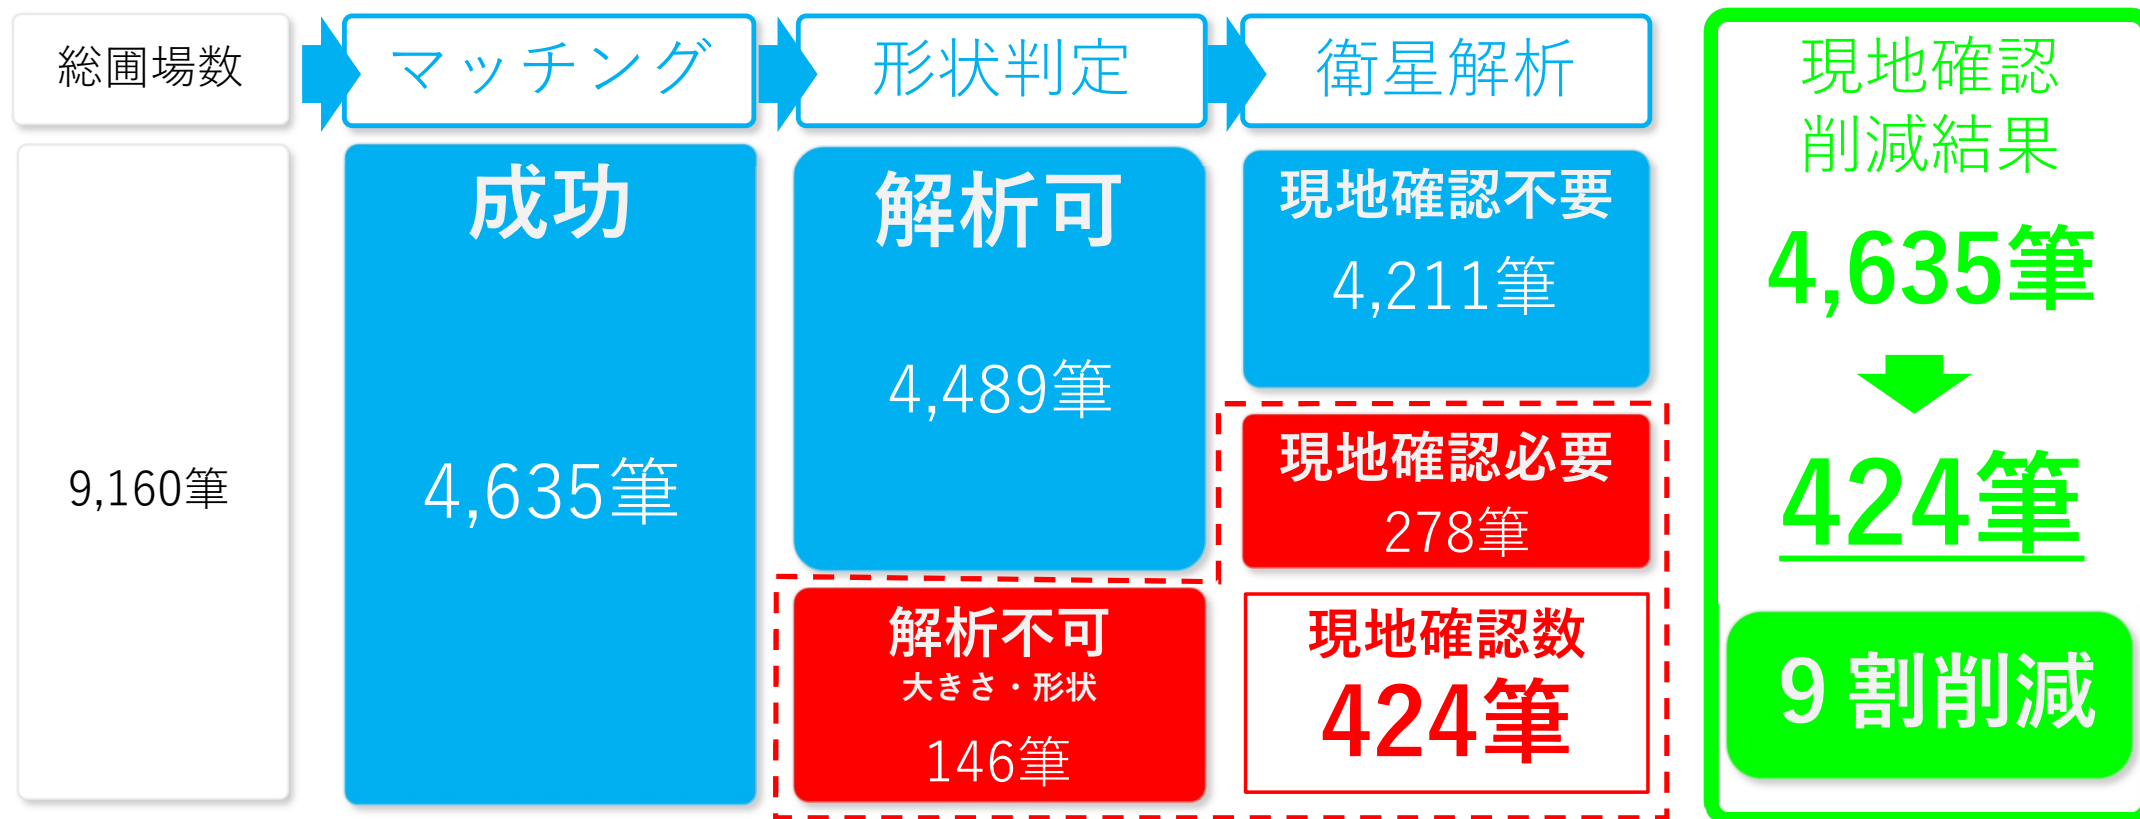 総圃場数
9,160筆
マッチング
成功
4,635筆
形状判定
解析可
4,489筆
解析不可
大きさ・形状
146筆
衛星解析
現地確認不要
4,211筆
現地確認必要
278筆
現地確認数
424筆
現地確認
削減結果
4,635筆
424筆
9割削減